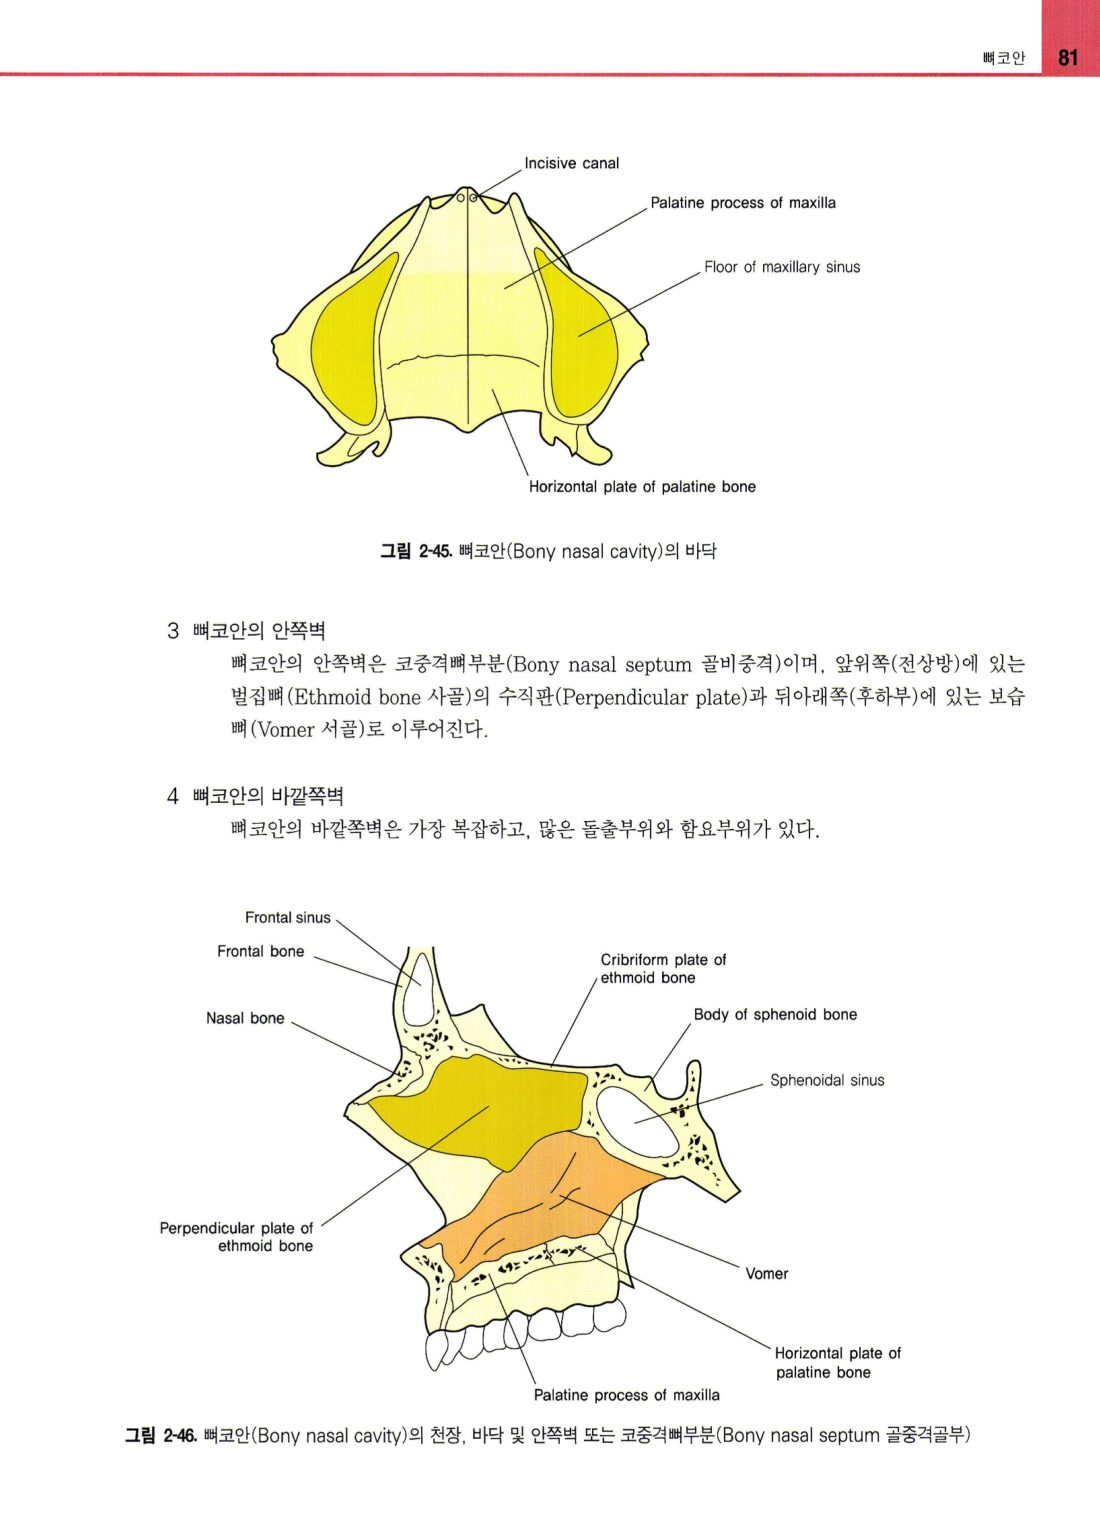 뼈코안 81
Incisive canal
Palatine process of maxilla
Floor of maxillary sinus
Horizontal plate of palatine bone
그림 2-45. 뼈코안(Bony nasal cavity)의 바닥
3 뼈코안의 안쪽벽
뼈코안의 안쪽벽은 코중격뼈부분(Bony nasal septum 골비중격)이며, 앞위쪽(전상방)에 있는
벌집뼈(Ethmoid bone 사골)의 수직판(Perpendicular plate)과 뒤아래쪽(후하부)에 있는 보습
뼈(Vomer 서골)로 이루어진다.
4 뼈코안의 바깥쪽벽
뼈코안의 바깥쪽벽은 가장 복잡하고, 많은 돌출부위와 함요부위가 있다.
Frontal sinus
Frontal bone
Cribriform plate of
ethmoid bone
Nasal bone
Body of sphenoid bone
Sphenoidal sinus
Perpendicular plate of
ethmoid bone
Vomer
Horizontal plate of
palatine bone
Palatine process of maxilla
그림 2-46. 뼈코안(Bony nasal cavity)의 천장, 바닥 및 안쪽벽 또는 코중격뼈부분(Bony nasal septum 골중격골부)